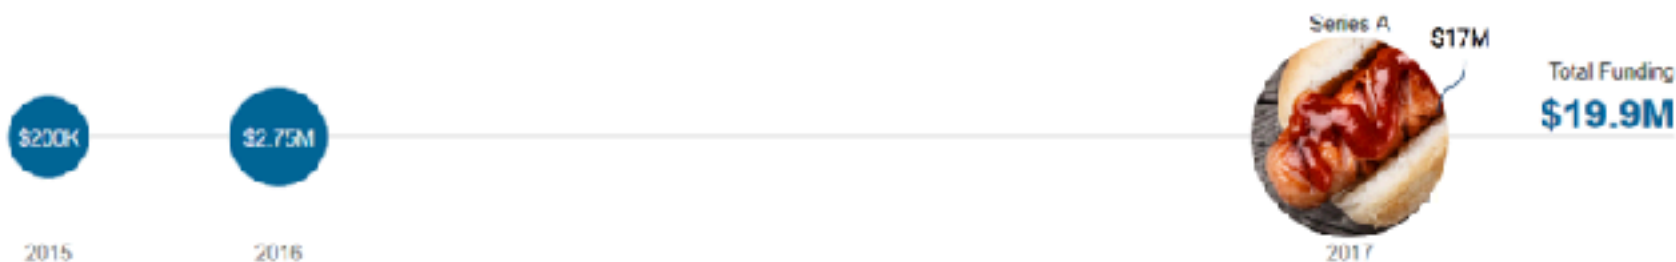 Series A
$17M
Total Funding
$19.9M
$200K
$2.75M
2015
2016
2017